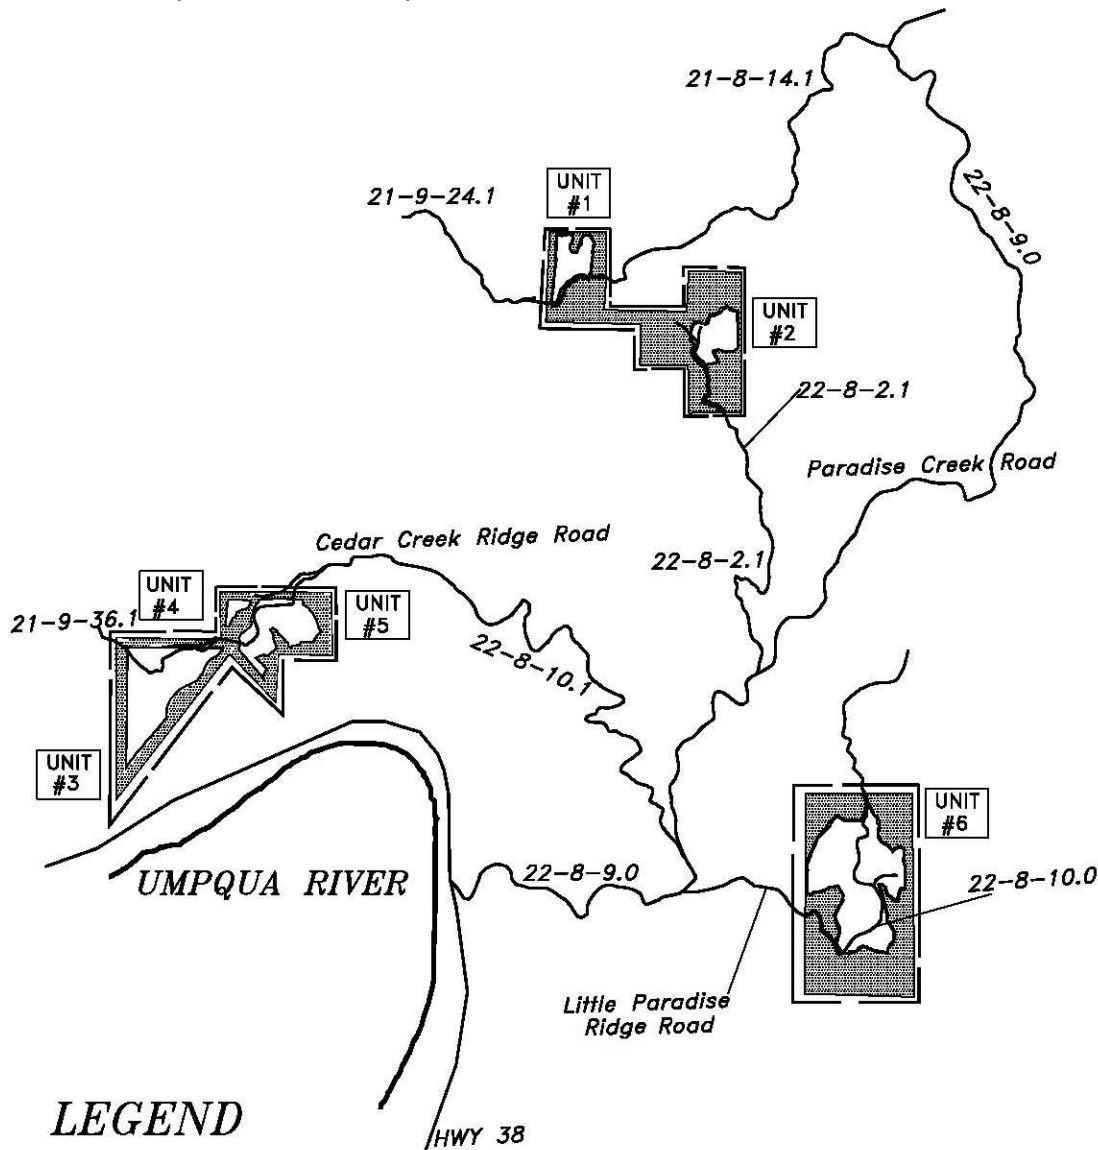 21-8-14.1
22-8-9.0
21-9-24.1
UNIT
#1
UNIT
#2
22-8-2.1
Paradise Creek Road
Cedar Creek Ridge Road
22-8-2.1
UNIT
#4
UNIT
#5
21-9-36.1
22-8-10.1
UNIT
#3
UNIT
#6
UMPQUA RIVER
22-8-9.0
22-8-10.0
Little Paradise
Ridge Road
LEGEND
HWY 38